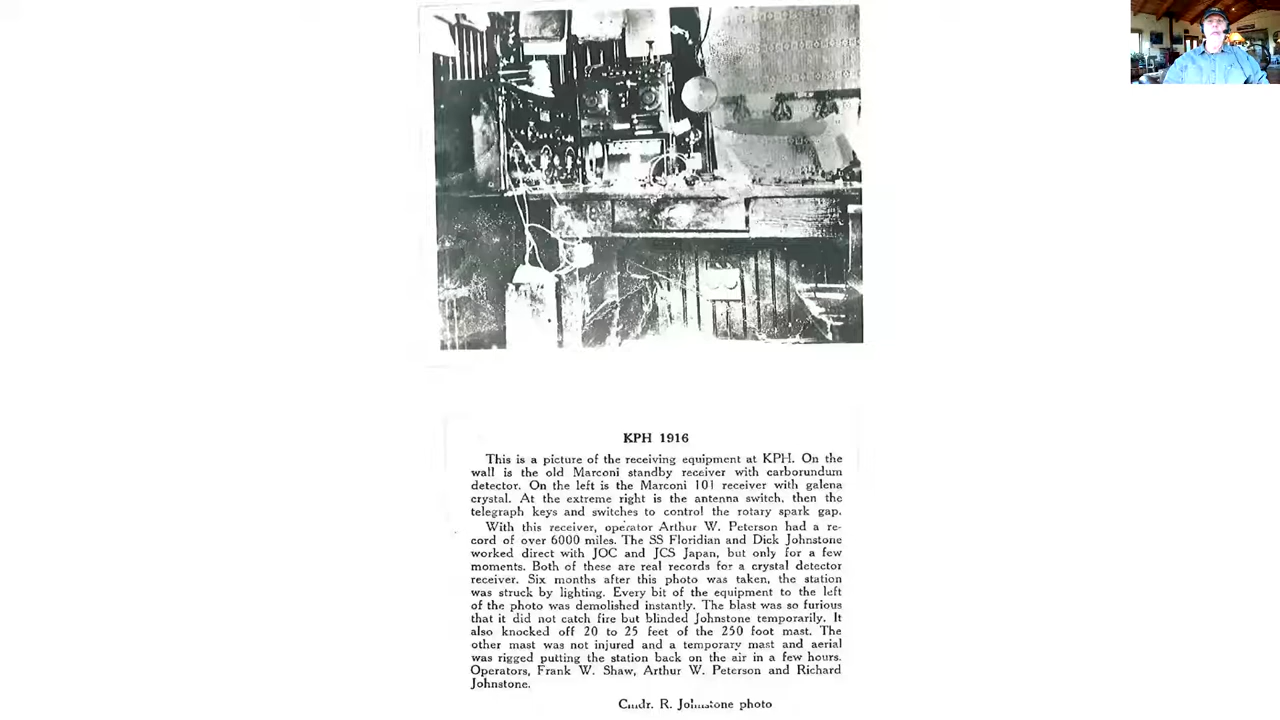 KPH 1916
This is a picture of the receiving equipment at KPH. On the
wall is the old Marconi standby receiver with carborundum
detector. On the left is the Marconi 101 receiver with galena
crystal. At the extreme right is the antenna switch, then the
telegraph keys and switches to control the rotary spark gap.
With this receiver, operator Arthur W. Peterson had a re-
cord of over 6000 miles. The SS Floridian and Dick Johnstone
worked direct with JOC and JCS Japan, but only for a few
moments. Both of these are real records for a crystal detector
receiver. Six months after this photo was taken, the station
was struck by lighting. Every bit of the equipment to the left
of the photo was demolished instantly. The blast was so furious
that it did not catch fire but blinded Johnstone temporarily. It
also knocked off 20 to 25 feet of the 250 foot mast. The
other mast was not injured and a temporary mast and aerial
was rigged putting the station back on the air in a few hours.
Operators, Frank W. Shaw, Arthur W. Peterson and Richard
Johnstone.
Cmdr. R. Johnstone photo